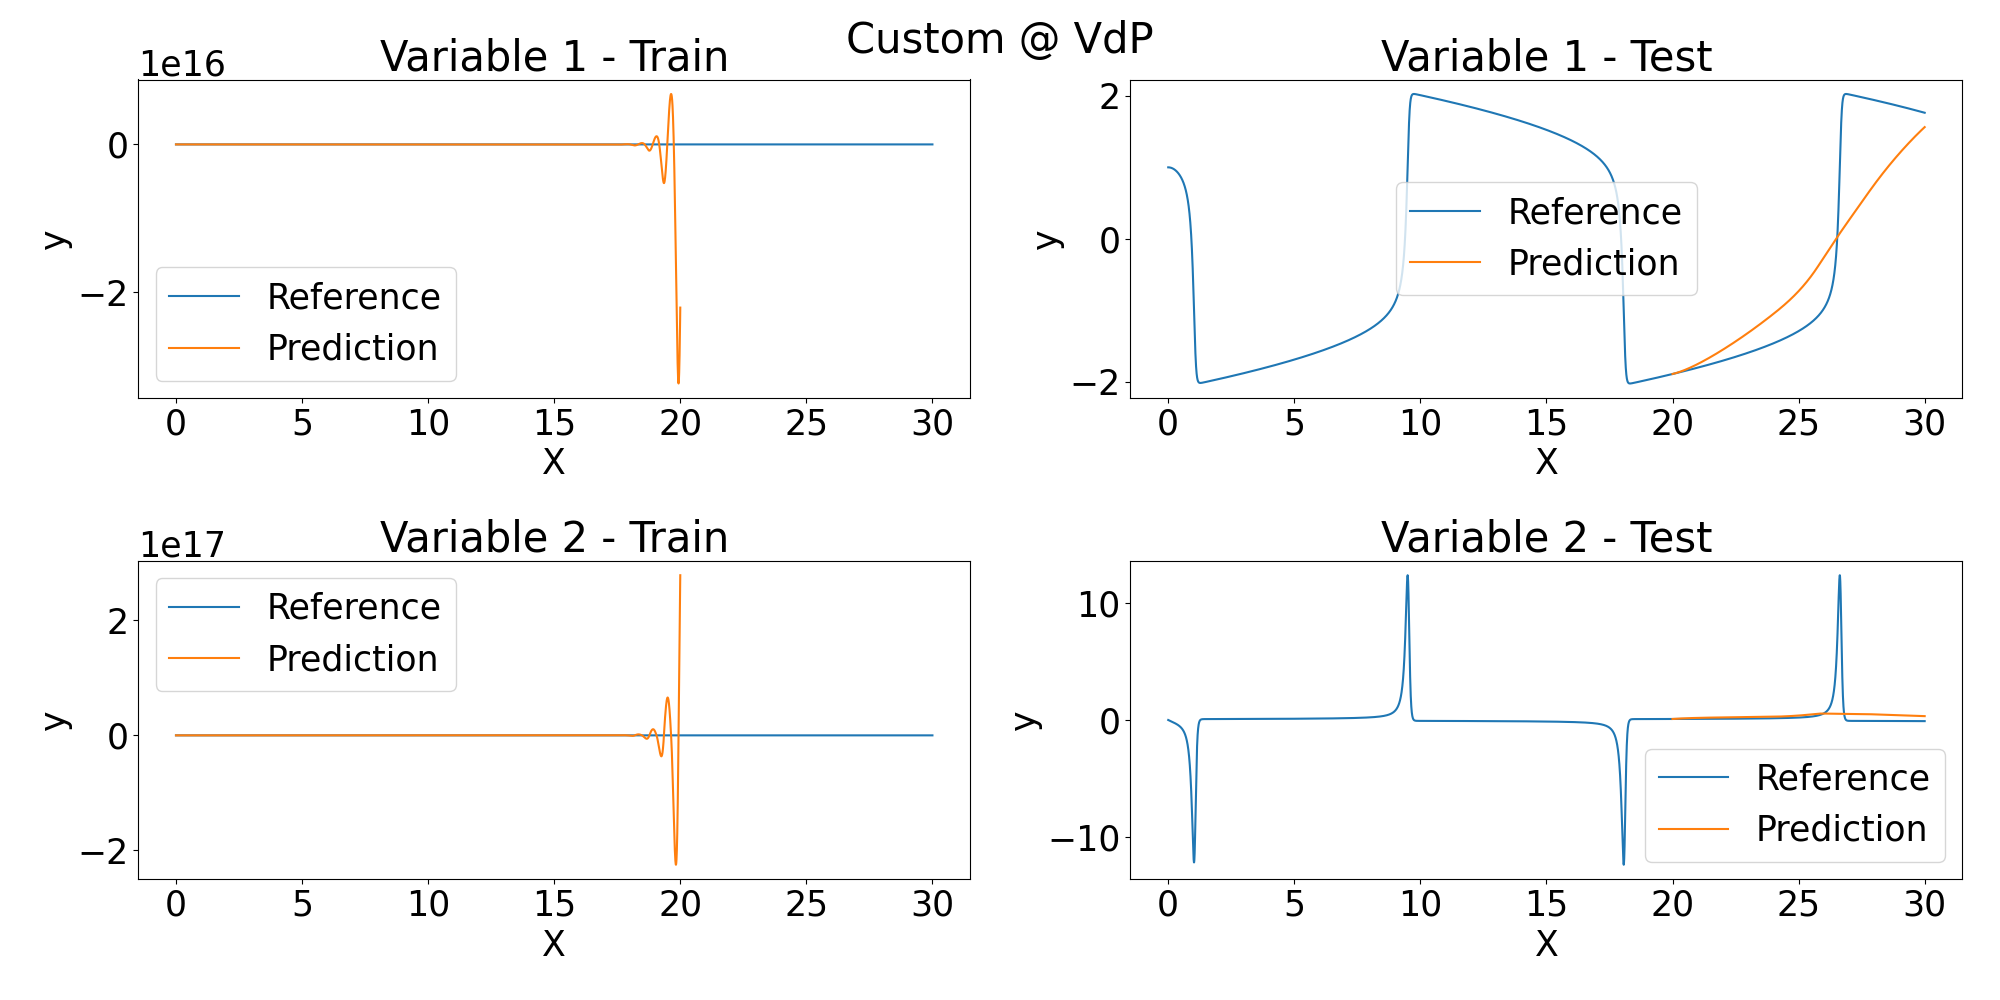 Custom @ VdP
Variable 1 - Train
1e16
0
−2
y
Reference
Prediction
0 5 10 15 20 25 30
X
Variable 1 - Test
2
0
−2
y
Reference
Prediction
0 5 10 15 20 25 30
X
Variable 2 - Train
1e17
2
0
−2
y
Reference
Prediction
0 5 10 15 20 25 30
X
Variable 2 - Test
10
0
−10
y
Reference
Prediction
0 5 10 15 20 25 30
X